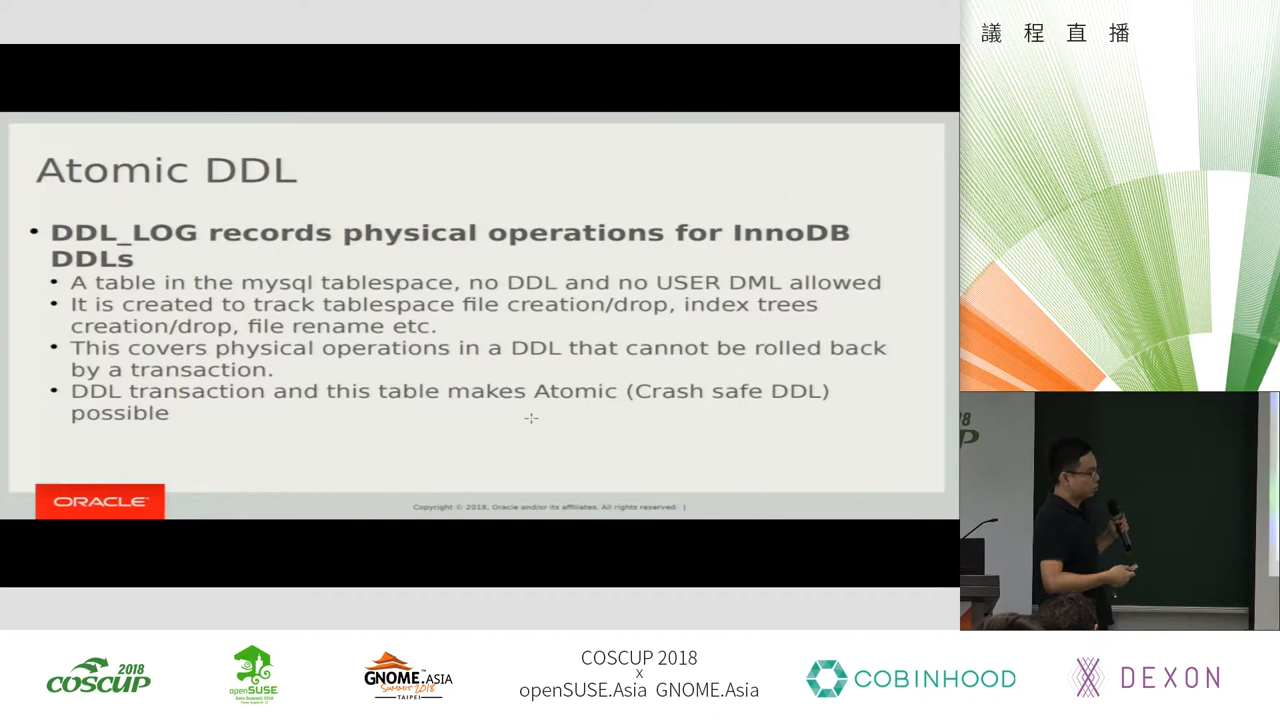 議程直播
Atomic DDL
• DDL_LOG records physical operations for InnoDB
DDLs
• A table in the mysql tablespace, no DDL and no USER DML allowed
• It is created to track tablespace file creation/drop, index trees
creation/drop, file rename etc.
• This covers physical operations in a DDL that cannot be rolled back
by a transaction.
• DDL transaction and this table makes Atomic (Crash safe DDL)
possible
ORACLE
Copyright © 2018, Oracle and/or its affiliates. All rights reserved. |
2018
COSCUP
openSUSE
GNOME.ASIA
Summit 2018
TAIPEI
COSCUP 2018
x
openSUSE.Asia GNOME.Asia
COBINHOOD
DEXON